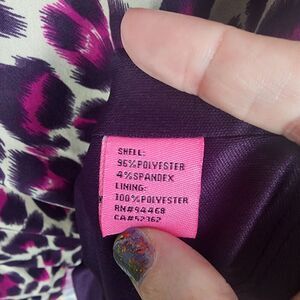 SHELL:
96%POLYESTER
4%SPANDEX
LINING:
100%POLYESTER
RN#94468
CA#52362